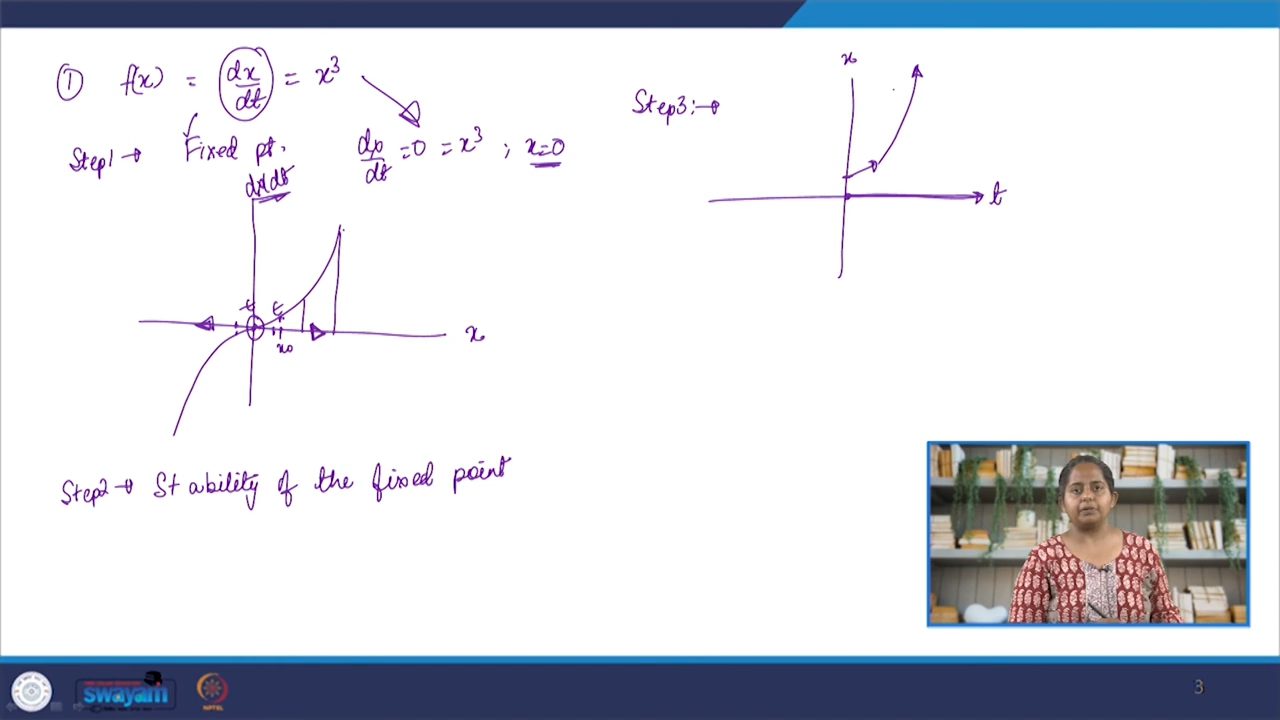 ① f(x) = dx/dt = x³
Step1 → Fixed pt. dx/dt = 0 = x³ ; x=0
dx/dt
t t
x0
x
Step2 → Stability of the fixed point
Step3:→
x
t
swayam
NPTEL
3